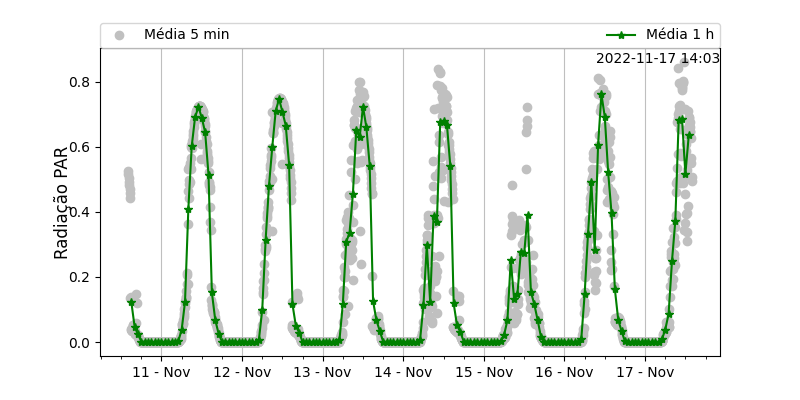 Média 5 min
Média 1 h
2022-11-17 14:03
Radiação PAR
0.8
0.6
0.4
0.2
0.0
11 - Nov
12 - Nov
13 - Nov
14 - Nov
15 - Nov
16 - Nov
17 - Nov